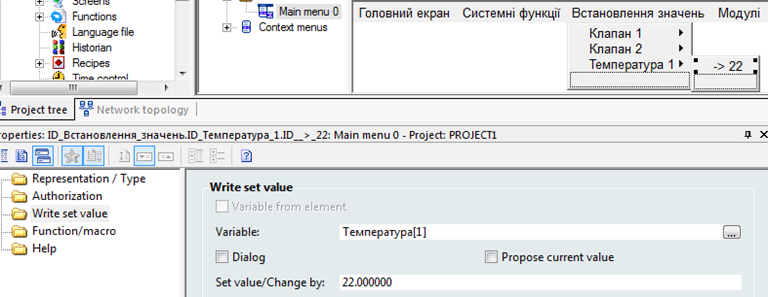 Screens
Functions
Language file
Historian
Recipes
Time control
Main menu 0
Context menus
Головний екран Системні функції Встановлення значень Модулі
Клапан 1
Клапан 2
Температура 1
-> 22
Project tree Network topology
roperties: ID_Встановлення_значень.ID_Температура_1.ID__>_22: Main menu 0 - Project: PROJECT1
Representation / Type
Authorization
Write set value
Function/macro
Help
Write set value
Variable from element
Variable: Температура[1] ...
Dialog Propose current value
Set value/Change by: 22.000000